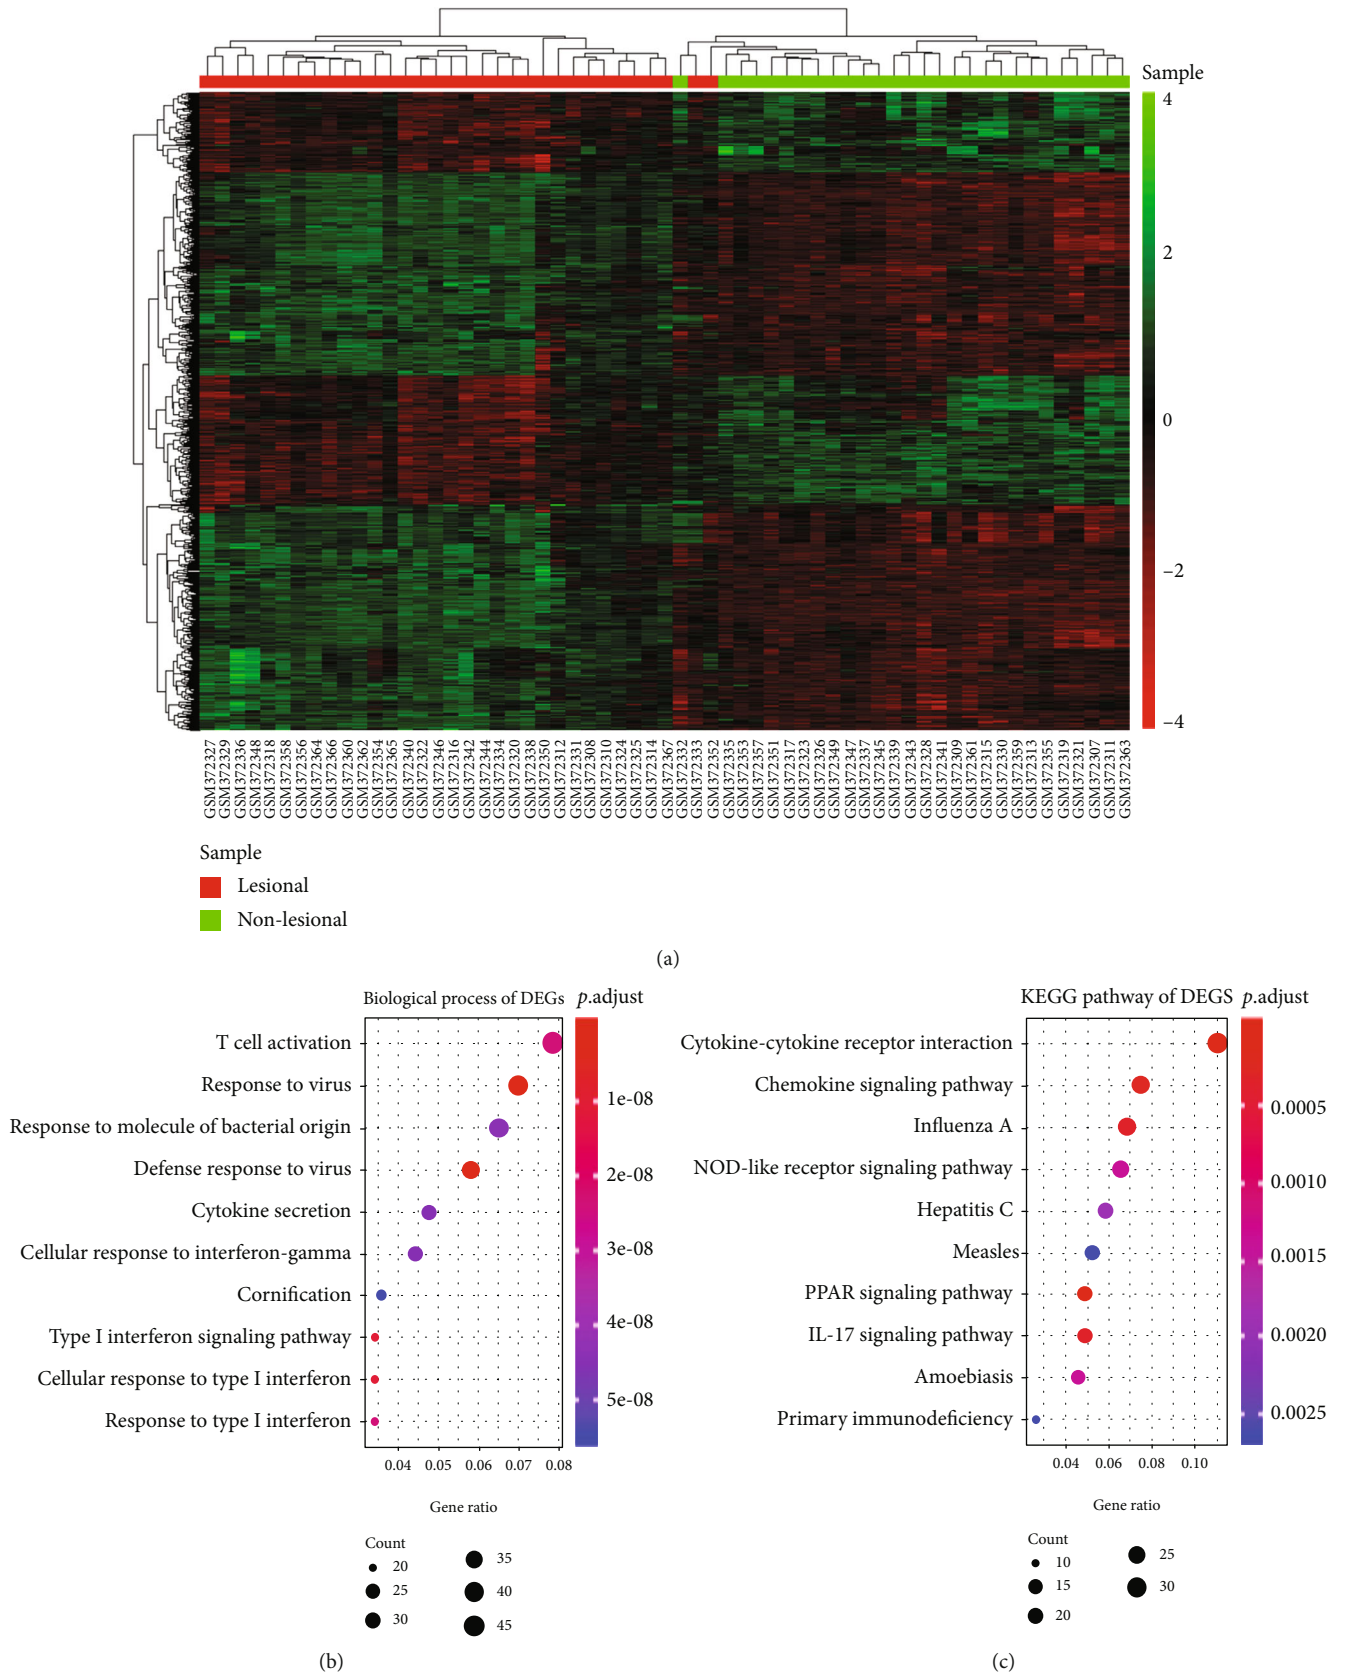 Sample
4
2
0
–2
–4
GSM372327
GSM372329
GSM372336
GSM372348
GSM372318
GSM372358
GSM372356
GSM372364
GSM372366
GSM372360
GSM372362
GSM372354
GSM372365
GSM372340
GSM372322
GSM372346
GSM372316
GSM372342
GSM372344
GSM372334
GSM372320
GSM372338
GSM372350
GSM372312
GSM372331
GSM372308
GSM372310
GSM372324
GSM372325
GSM372314
GSM372367
GSM372332
GSM372333
GSM372352
GSM372335
GSM372353
GSM372357
GSM372351
GSM372317
GSM372323
GSM372326
GSM372349
GSM372347
GSM372337
GSM372345
GSM372339
GSM372343
GSM372328
GSM372341
GSM372309
GSM372361
GSM372315
GSM372330
GSM372359
GSM372313
GSM372355
GSM372319
GSM372321
GSM372307
GSM372311
GSM372363
Sample
Lesional
Non-lesional
(a)
Biological process of DEGs
p.adjust
T cell activation
Response to virus
Response to molecule of bacterial origin
Defense response to virus
Cytokine secretion
Cellular response to interferon-gamma
Cornification
Type I interferon signaling pathway
Cellular response to type I interferon
Response to type I interferon
1e-08
2e-08
3e-08
4e-08
5e-08
0.04 0.05 0.06 0.07 0.08
Gene ratio
Count
20
25
30
35
40
45
(b)
KEGG pathway of DEGS
p.adjust
Cytokine-cytokine receptor interaction
Chemokine signaling pathway
Influenza A
NOD-like receptor signaling pathway
Hepatitis C
Measles
PPAR signaling pathway
IL-17 signaling pathway
Amoebiasis
Primary immunodeficiency
0.0005
0.0010
0.0015
0.0020
0.0025
0.04 0.06 0.08 0.10
Gene ratio
Count
10
15
20
25
30
(c)